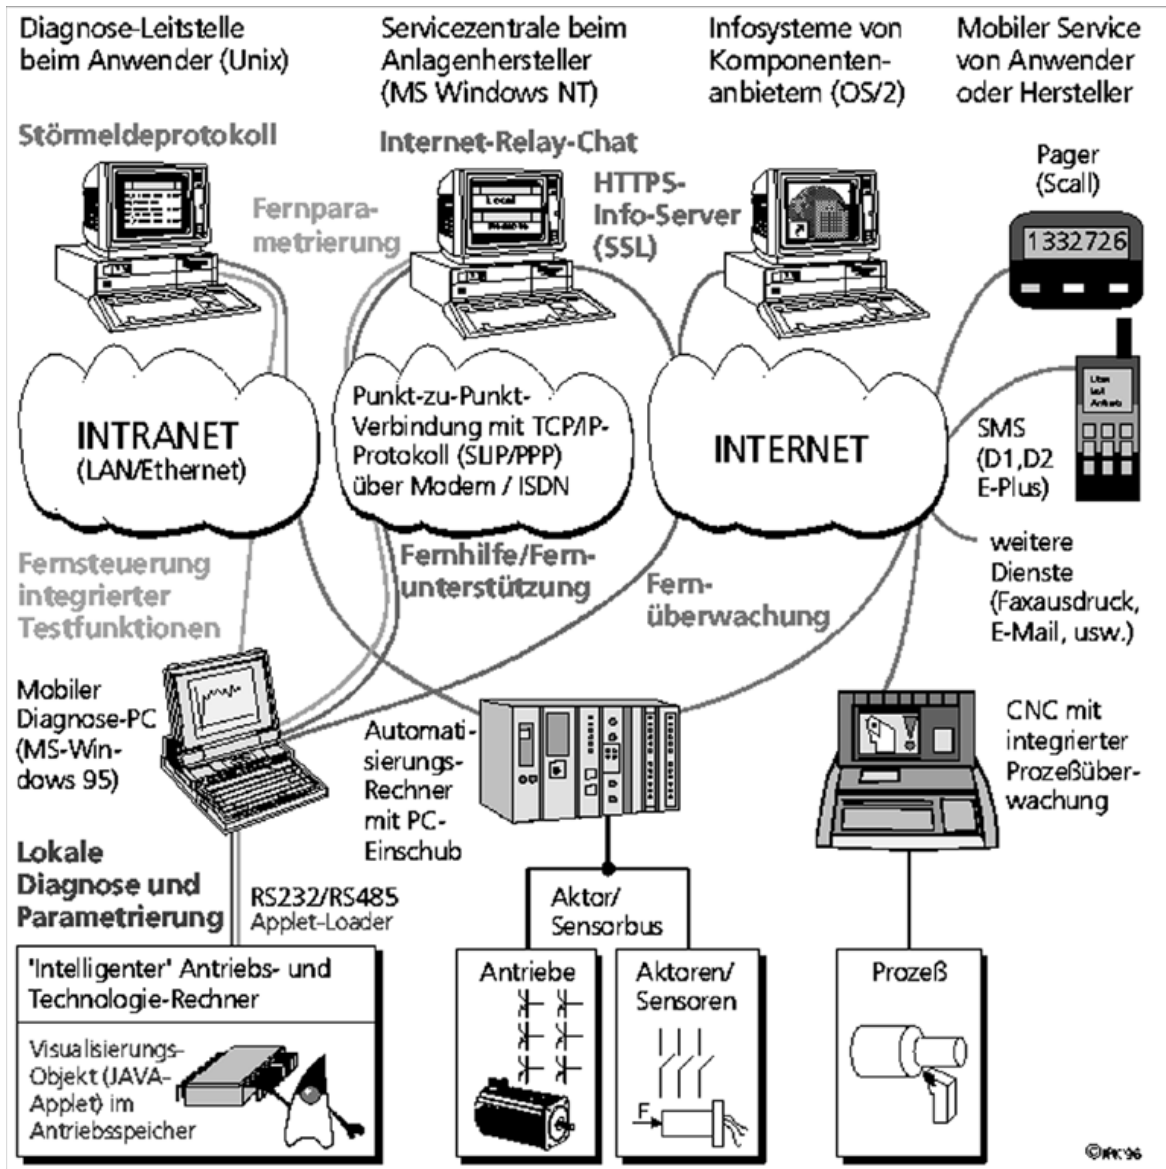 Diagnose-Leitstelle
beim Anwender (Unix)
Servicezentrale beim
Anlagenhersteller
(MS Windows NT)
Infosysteme von
Komponenten-
anbietern (OS/2)
Mobiler Service
von Anwender
oder Hersteller
Störmeldeprotokoll
Internet-Relay-Chat
Fernpara-
metrierung
HTTPS-
Info-Server
(SSL)
Pager
(Scall)
1332726
Local
INTRANET
(LAN/Ethernet)
Punkt-zu-Punkt-
Verbindung mit TCP/IP-
Protokoll (SLIP/PPP)
über Modem / ISDN
INTERNET
SMS
(D1,D2
E-Plus)
weitere
Dienste
(Faxausdruck,
E-Mail, usw.)
Fernsteuerung
integrierter
Testfunktionen
Fernhilfe/Fern-
unterstützung
Fern-
überwachung
Mobiler
Diagnose-PC
(MS-Win-
dows 95)
Automati-
sierungs-
Rechner
mit PC-
Einschub
CNC mit
integrierter
Prozeßüber-
wachung
Lokale
Diagnose und
Parametrierung
RS232/RS485
Applet-Loader
Aktor/
Sensorbus
'Intelligenter' Antriebs- und
Technologie-Rechner
Visualisierungs-
Objekt (JAVA-
Applet) im
Antriebsspeicher
Antriebe
Aktoren/
Sensoren
F
Prozeß